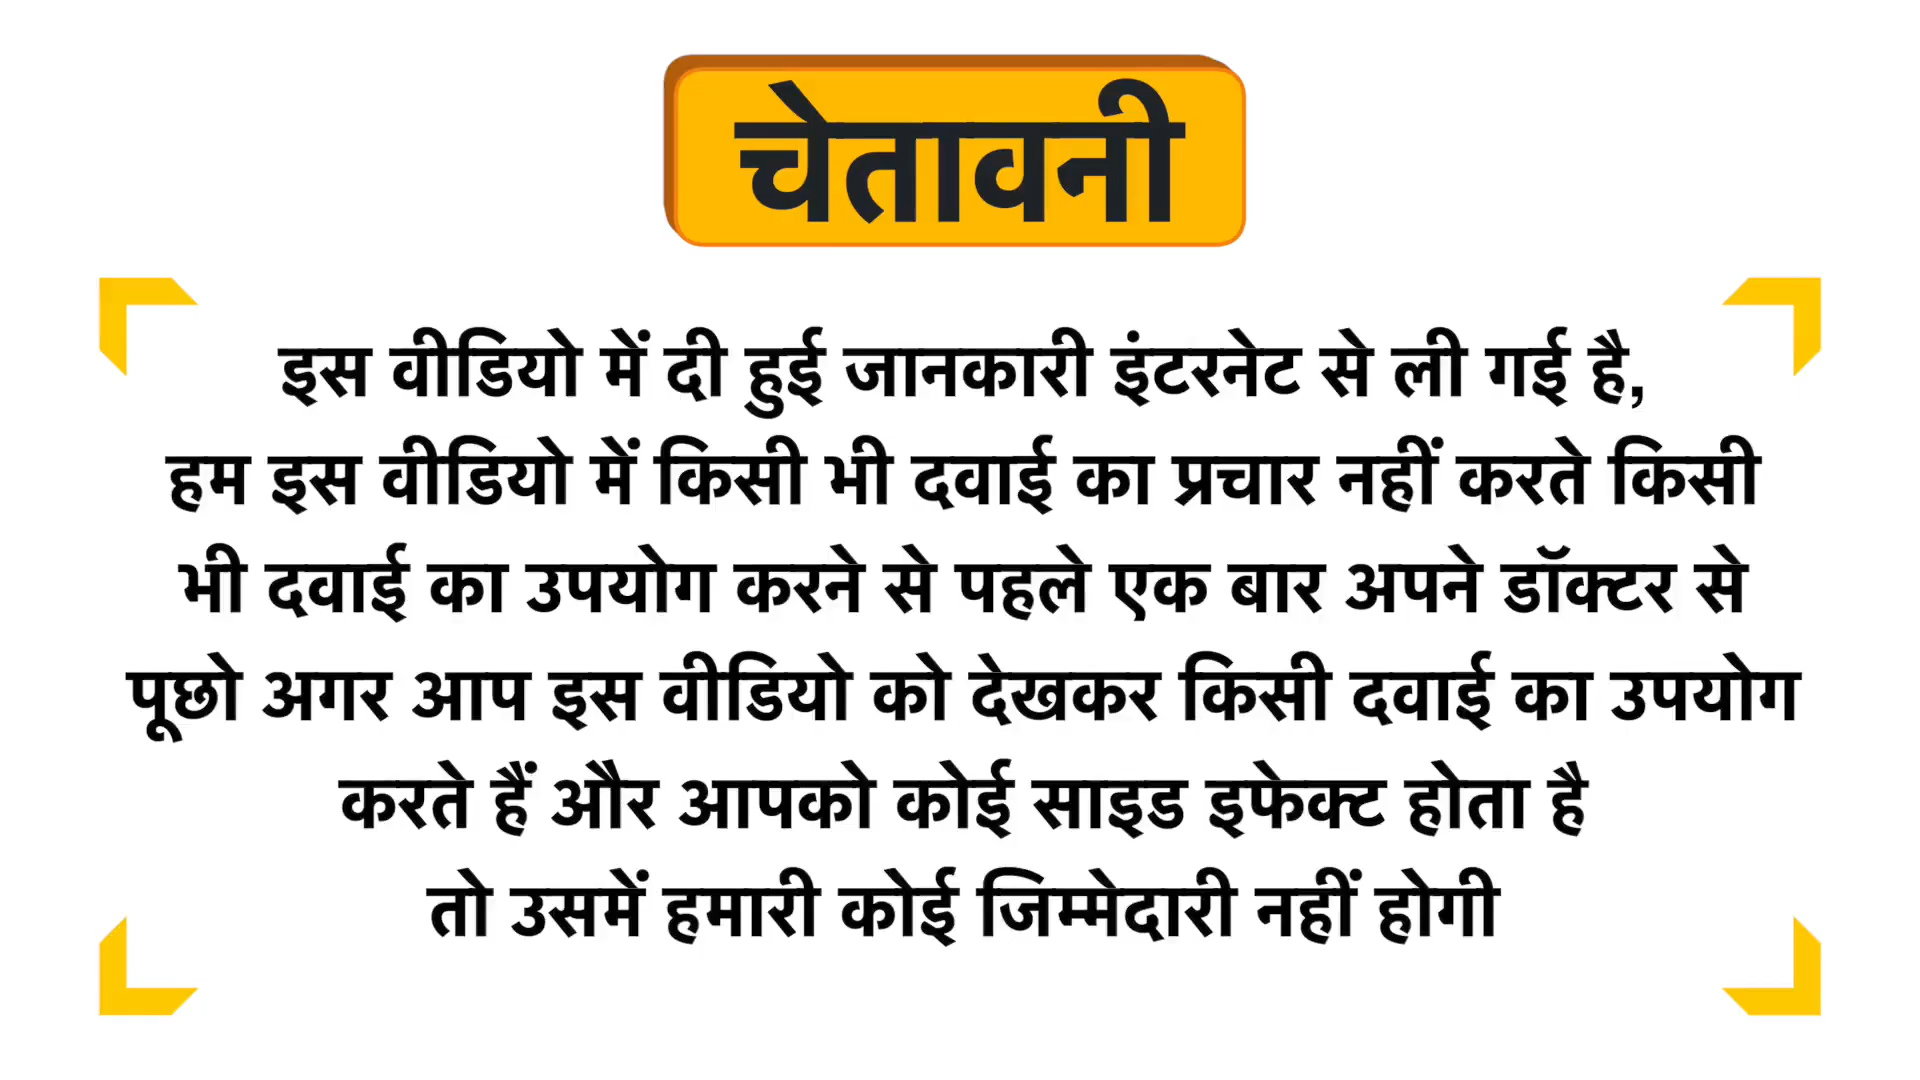 चेतावनी
इस वीडियो में दी हुई जानकारी इंटरनेट से ली गई है,
हम इस वीडियो में किसी भी दवाई का प्रचार नहीं करते किसी
भी दवाई का उपयोग करने से पहले एक बार अपने डॉक्टर से
पूछो अगर आप इस वीडियो को देखकर किसी दवाई का उपयोग
करते हैं और आपको कोई साइड इफेक्ट होता है
तो उसमें हमारी कोई जिम्मेदारी नहीं होगी